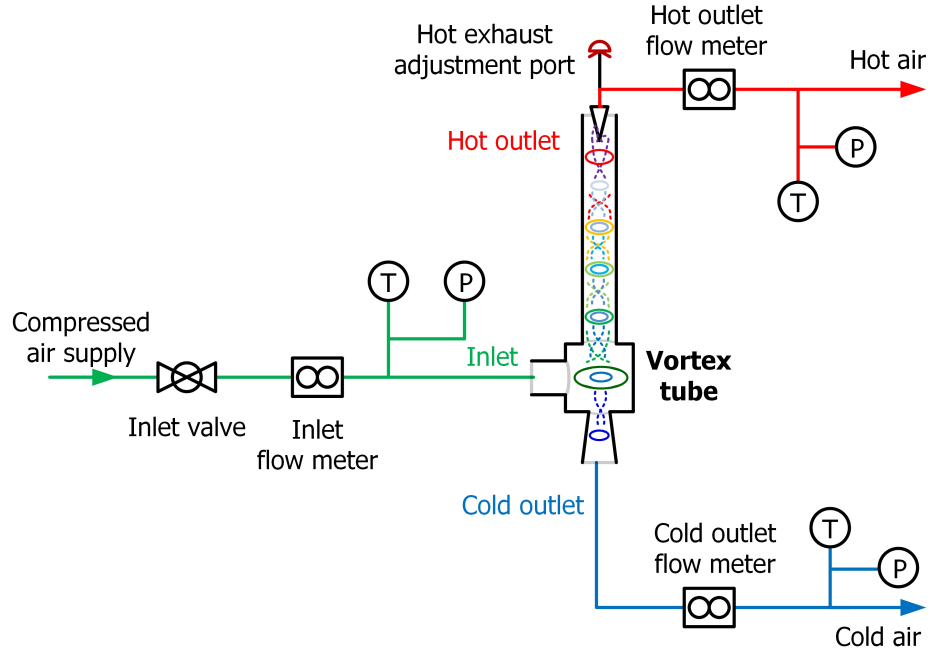 Hot outlet
flow meter
Hot exhaust
adjustment port
Hot air
Hot outlet
P
T
T
P
Compressed
air supply
Inlet
Vortex
tube
Inlet valve
Inlet
flow meter
Cold outlet
Cold outlet
flow meter
T
P
Cold air